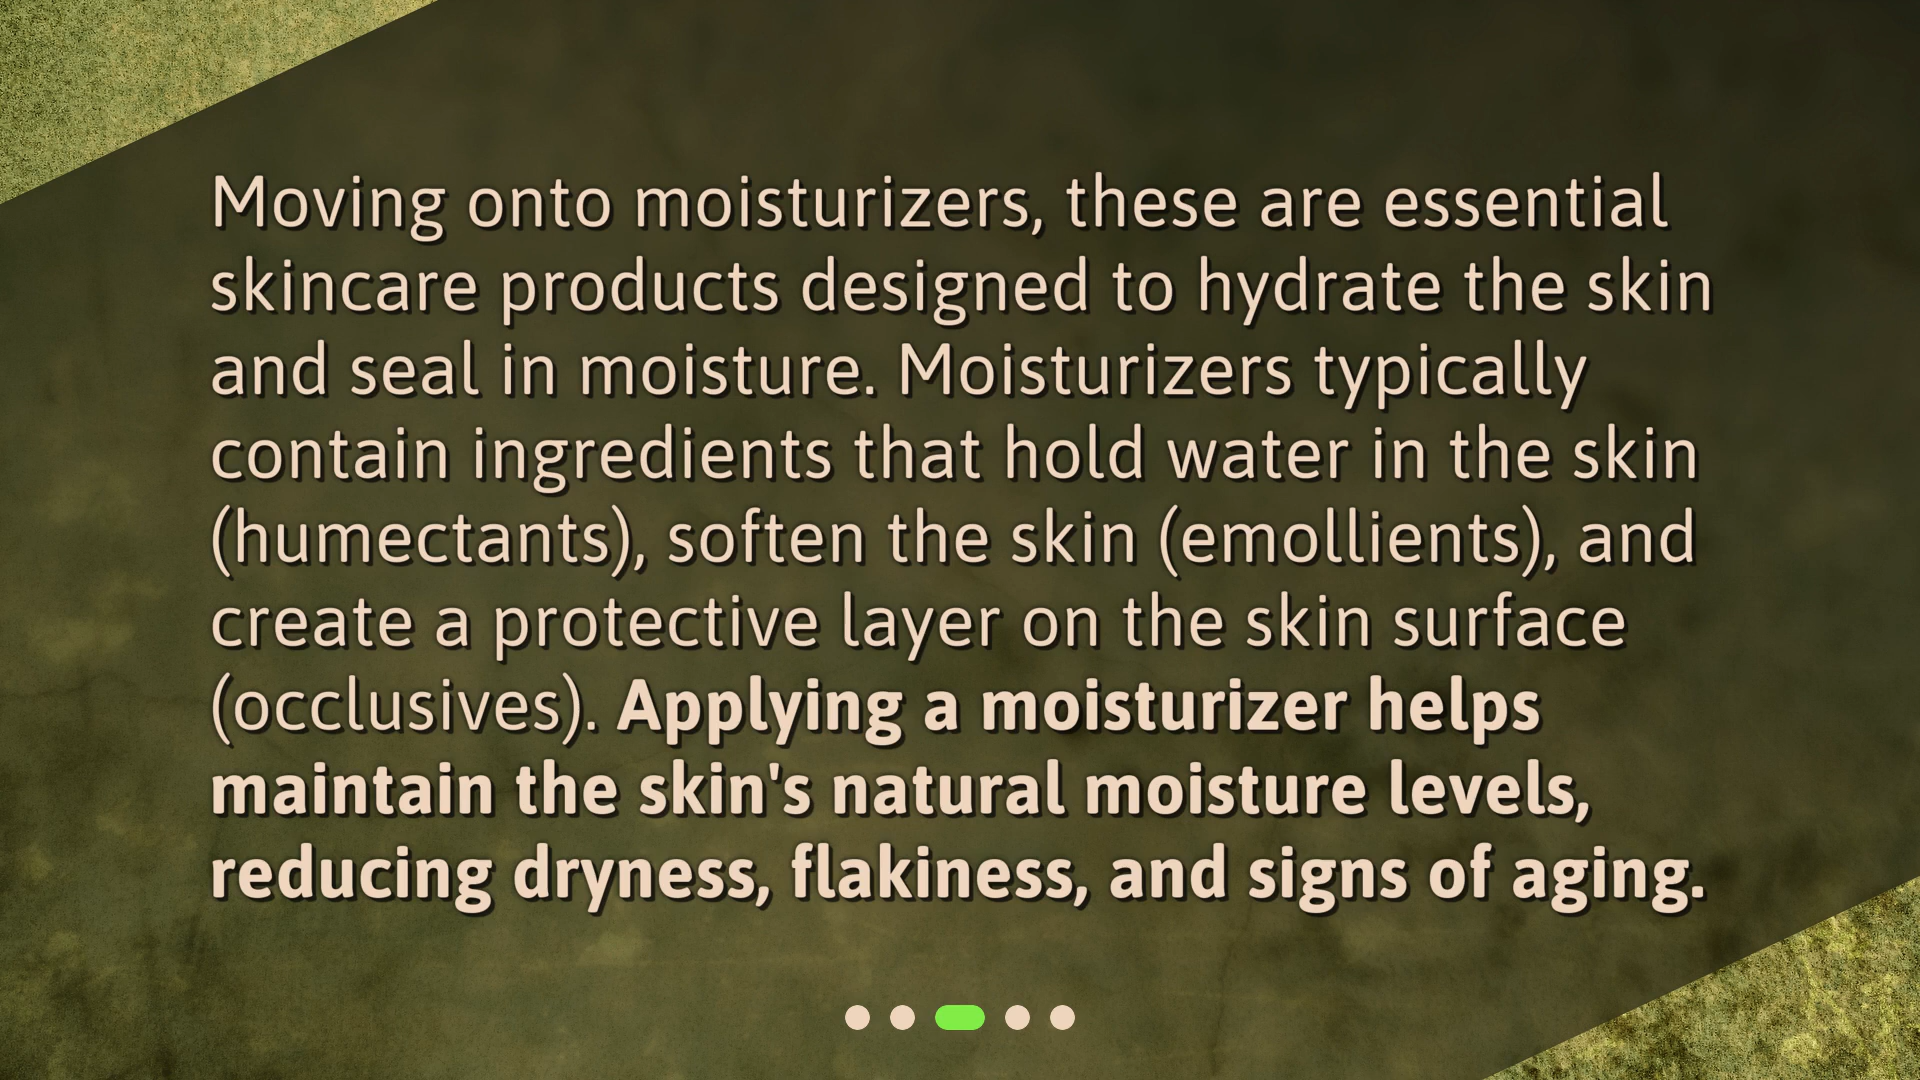 Moving onto moisturizers, these are essential
skincare products designed to hydrate the skin
and seal in moisture. Moisturizers typically
contain ingredients that hold water in the skin
(humectants), soften the skin (emollients), and
create a protective layer on the skin surface
(occlusives). Applying a moisturizer helps
maintain the skin's natural moisture levels,
reducing dryness, flakiness, and signs of aging.